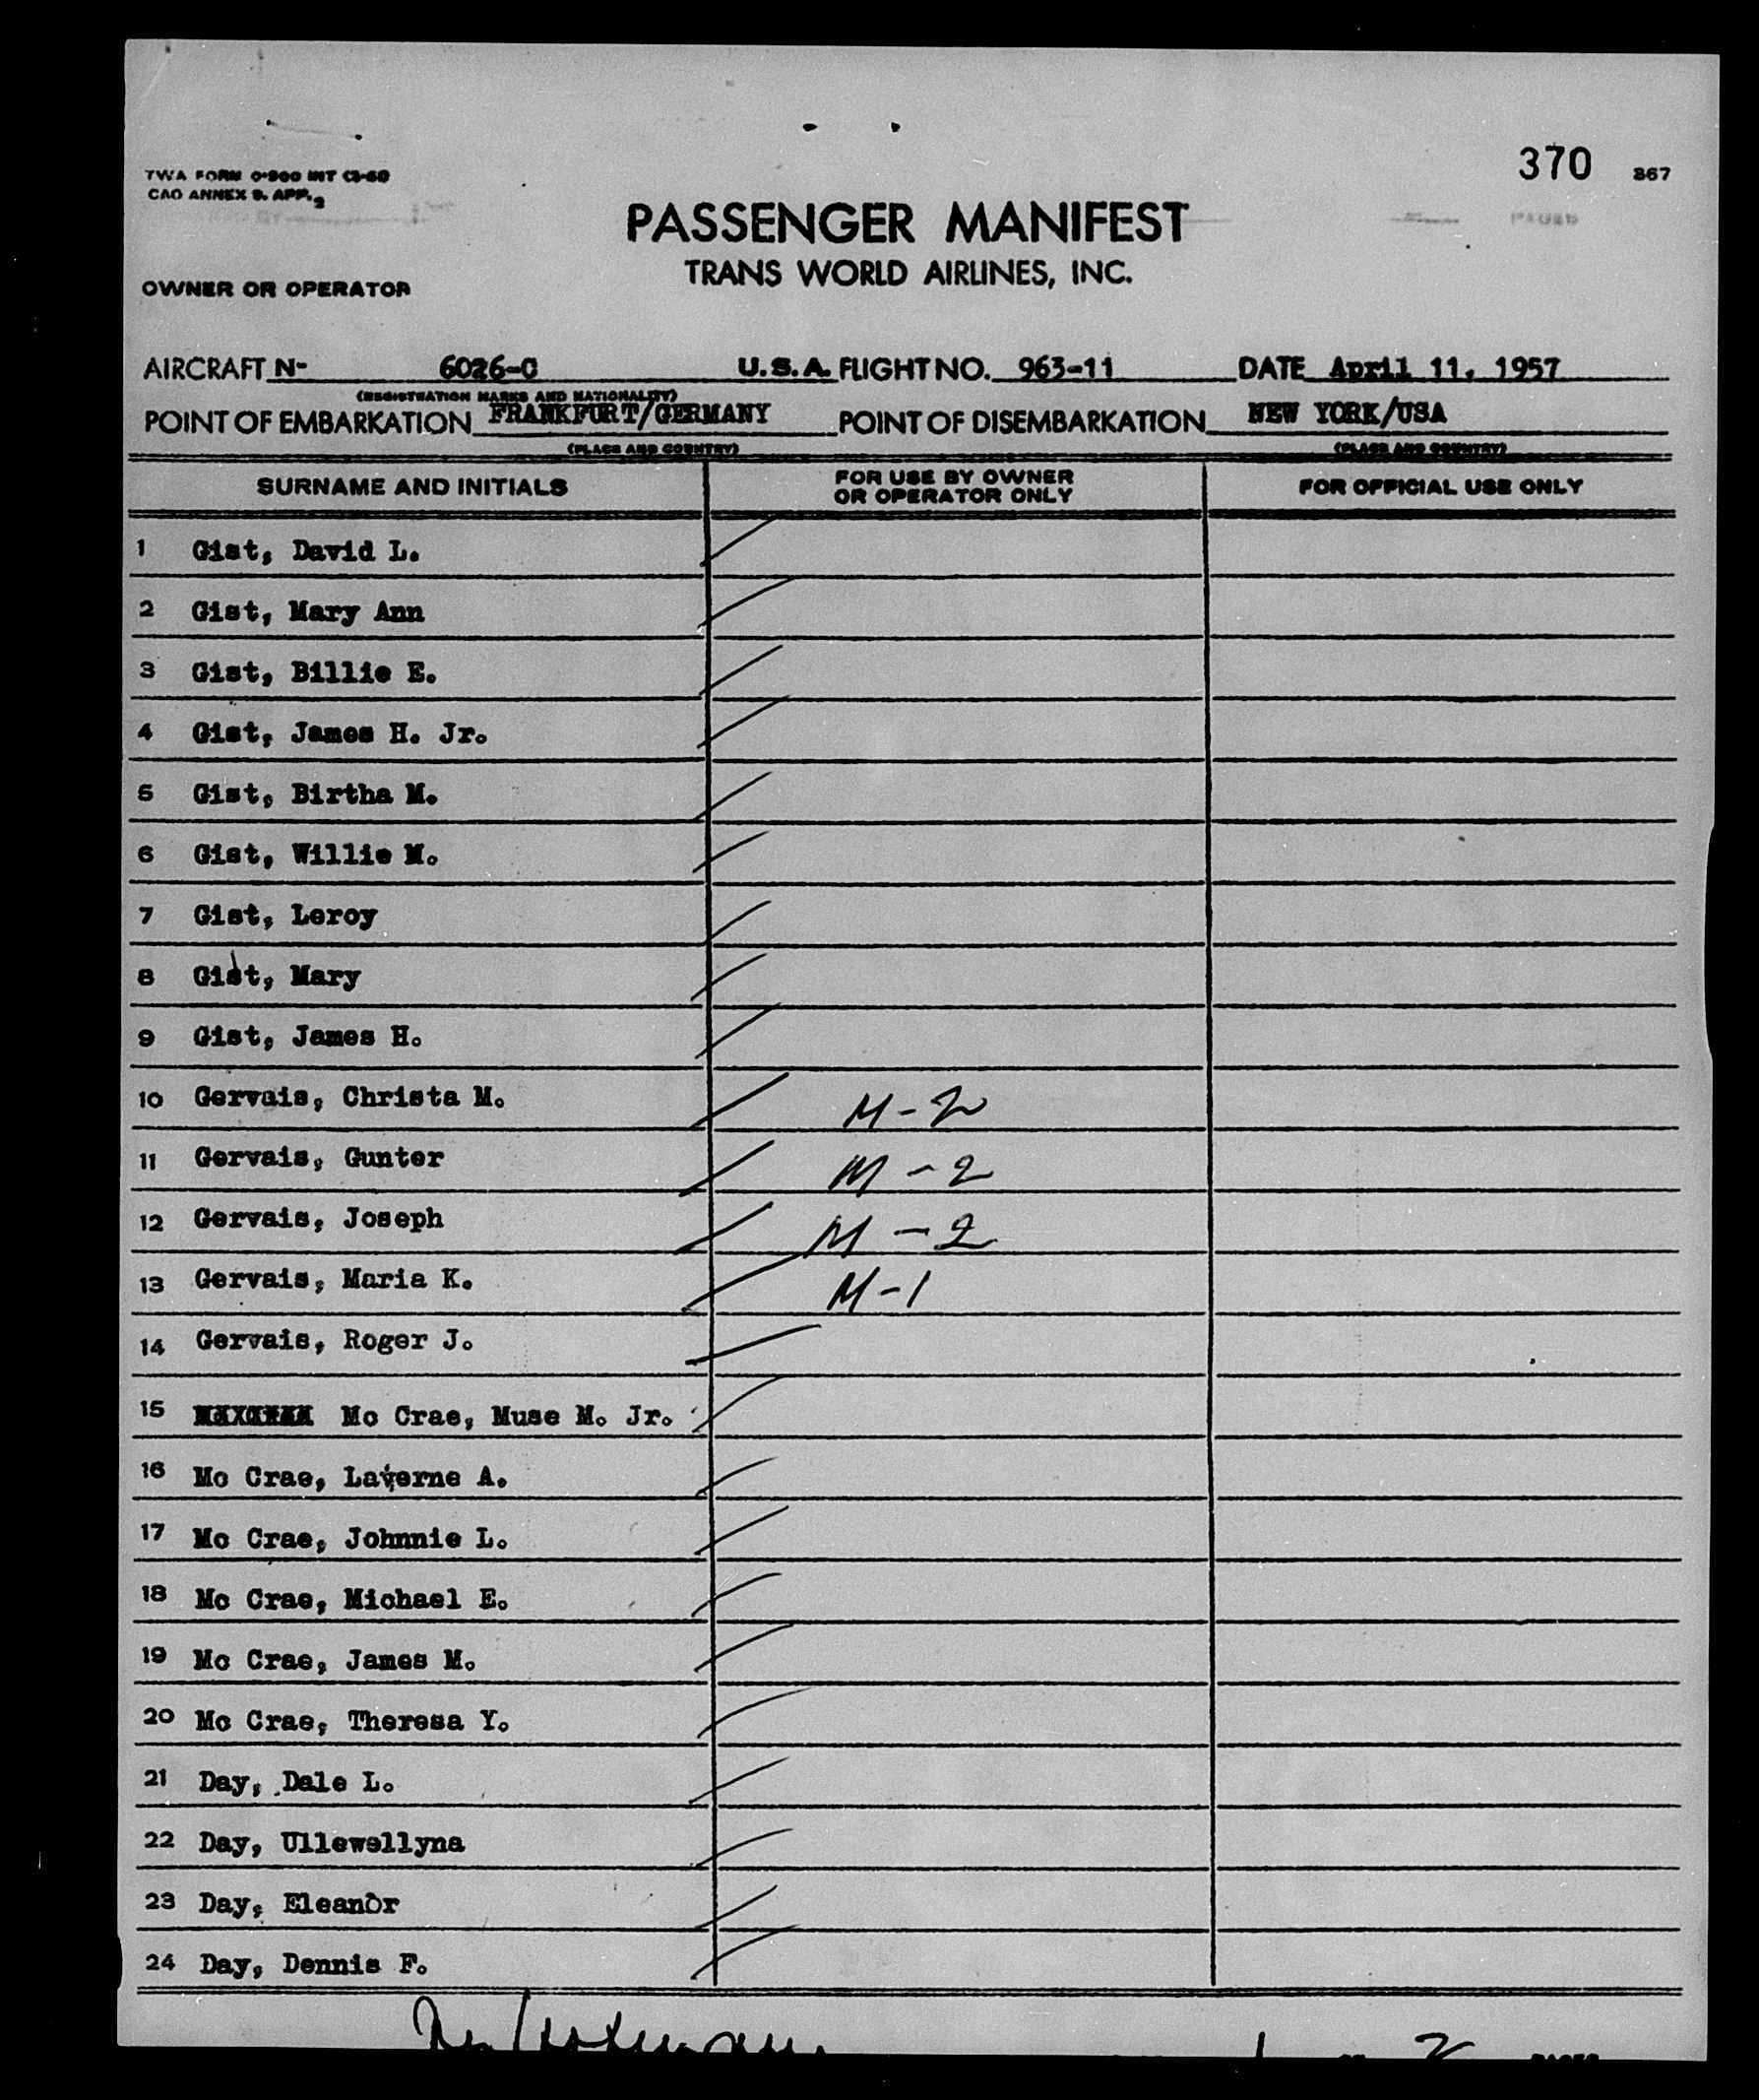 370 867
TWA FORM O-800 INT (3-50
CAO ANNEX 9. APP. 2
PAGES
PASSENGER MANIFEST
TRANS WORLD AIRLINES, INC.
OWNER OR OPERATOR
AIRCRAFT N- 6026-C U.S.A. FLIGHT NO. 963-11 DATE April 11, 1957
(REGISTRATION MARKS AND NATIONALITY)
POINT OF EMBARKATION FRANKFURT/GERMANY POINT OF DISEMBARKATION NEW YORK/USA
(PLACE AND COUNTRY) (PLACE AND COUNTRY)
SURNAME AND INITIALS FOR USE BY OWNER OR OPERATOR ONLY FOR OFFICIAL USE ONLY
1 Gist, David L.
2 Gist, Mary Ann
3 Gist, Billie E.
4 Gist, James H. Jr.
5 Gist, Birtha M.
6 Gist, Willie M.
7 Gist, Leroy
8 Gist, Mary
9 Gist, James H.
10 Gervais, Christa M. M-2
11 Gervais, Gunter M-2
12 Gervais, Joseph M-2
13 Gervais, Maria K. M-1
14 Gervais, Roger J.
15 Mc Crae, Muse M. Jr.
16 Mc Crae, Laverne A.
17 Mc Crae, Johnnie L.
18 Mc Crae, Michael E.
19 Mc Crae, James M.
20 Mc Crae, Theresa Y.
21 Day, Dale L.
22 Day, Ullewellyna
23 Day, Eleanor
24 Day, Dennis F.